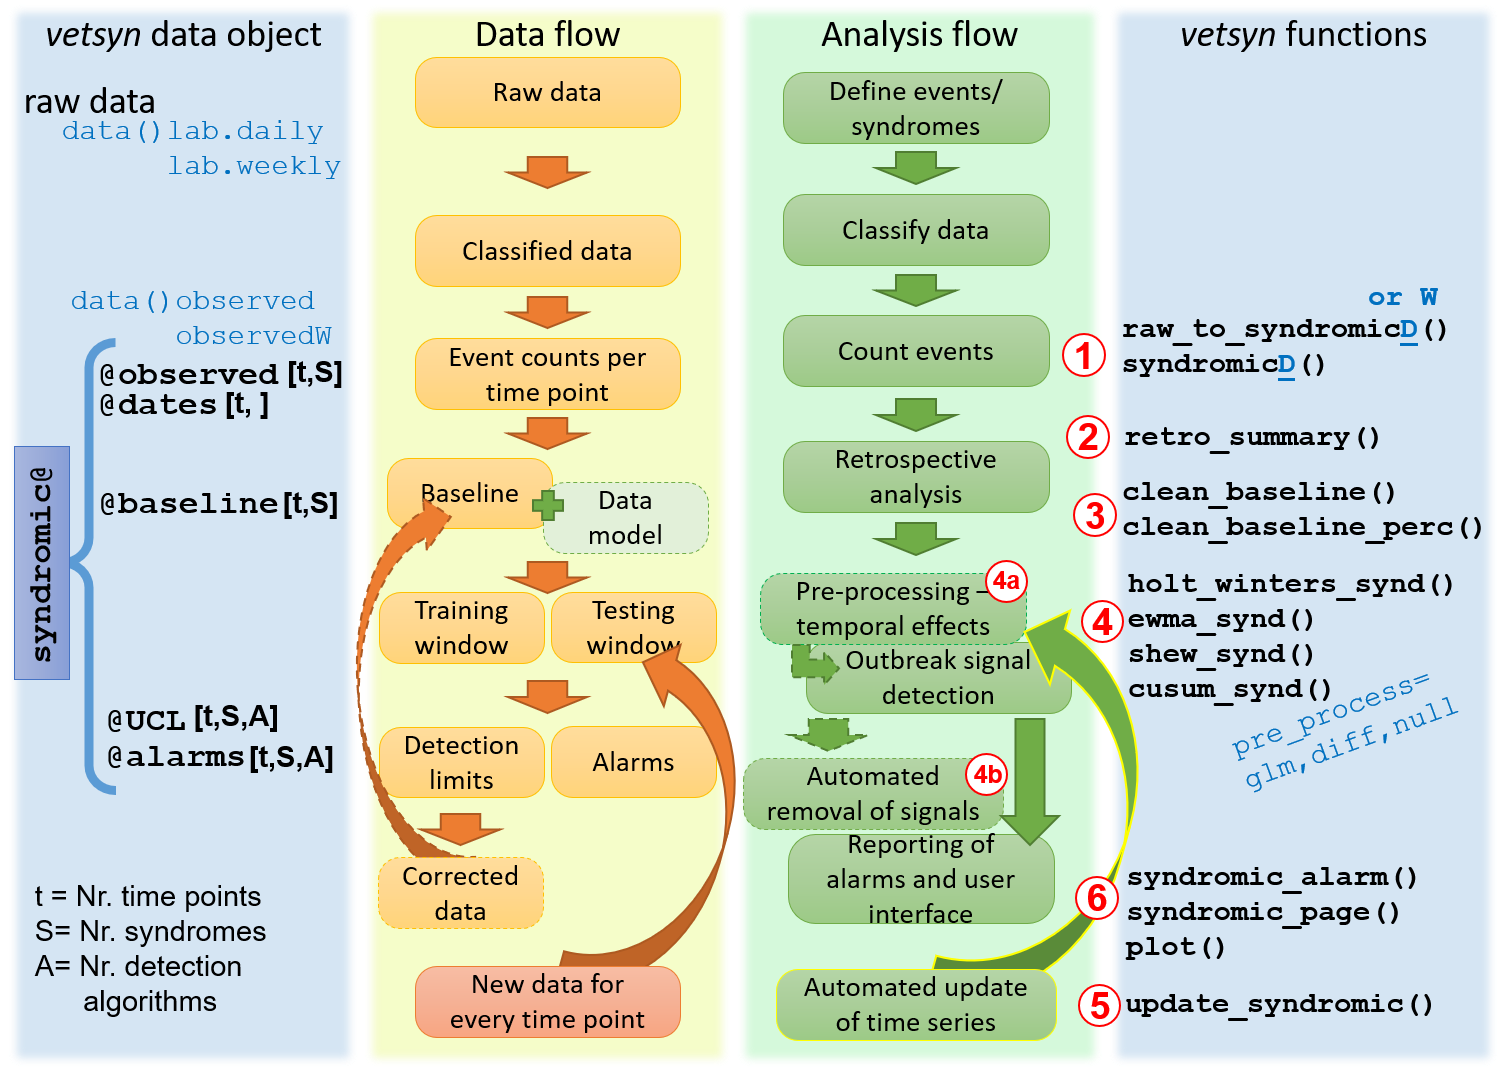 vetsyn data object
raw data
data()lab.daily
lab.weekly
data()observed
observedW
@observed [t,S]
@dates [t, ]
syndromic@
@baseline [t,S]
@UCL [t,S,A]
@alarms [t,S,A]
t = Nr. time points
S= Nr. syndromes
A= Nr. detection
algorithms
Data flow
Raw data
Classified data
Event counts per
time point
Baseline
Data
model
Training
window
Testing
window
Detection
limits
Alarms
Corrected
data
New data for
every time point
Analysis flow
Define events/
syndromes
Classify data
Count events
Retrospective
analysis
4a
Pre-processing –
temporal effects
Outbreak signal
detection
4b
Automated
removal of signals
Reporting of
alarms and user
interface
Automated update
of time series
vetsyn functions
or W
1
raw_to_syndromicD()
syndromicD()
2
retro_summary()
3
clean_baseline()
clean_baseline_perc()
4
holt_winters_synd()
ewma_synd()
shew_synd()
cusum_synd()
pre_process=
glm,diff,null
6
syndromic_alarm()
syndromic_page()
plot()
5
update_syndromic()